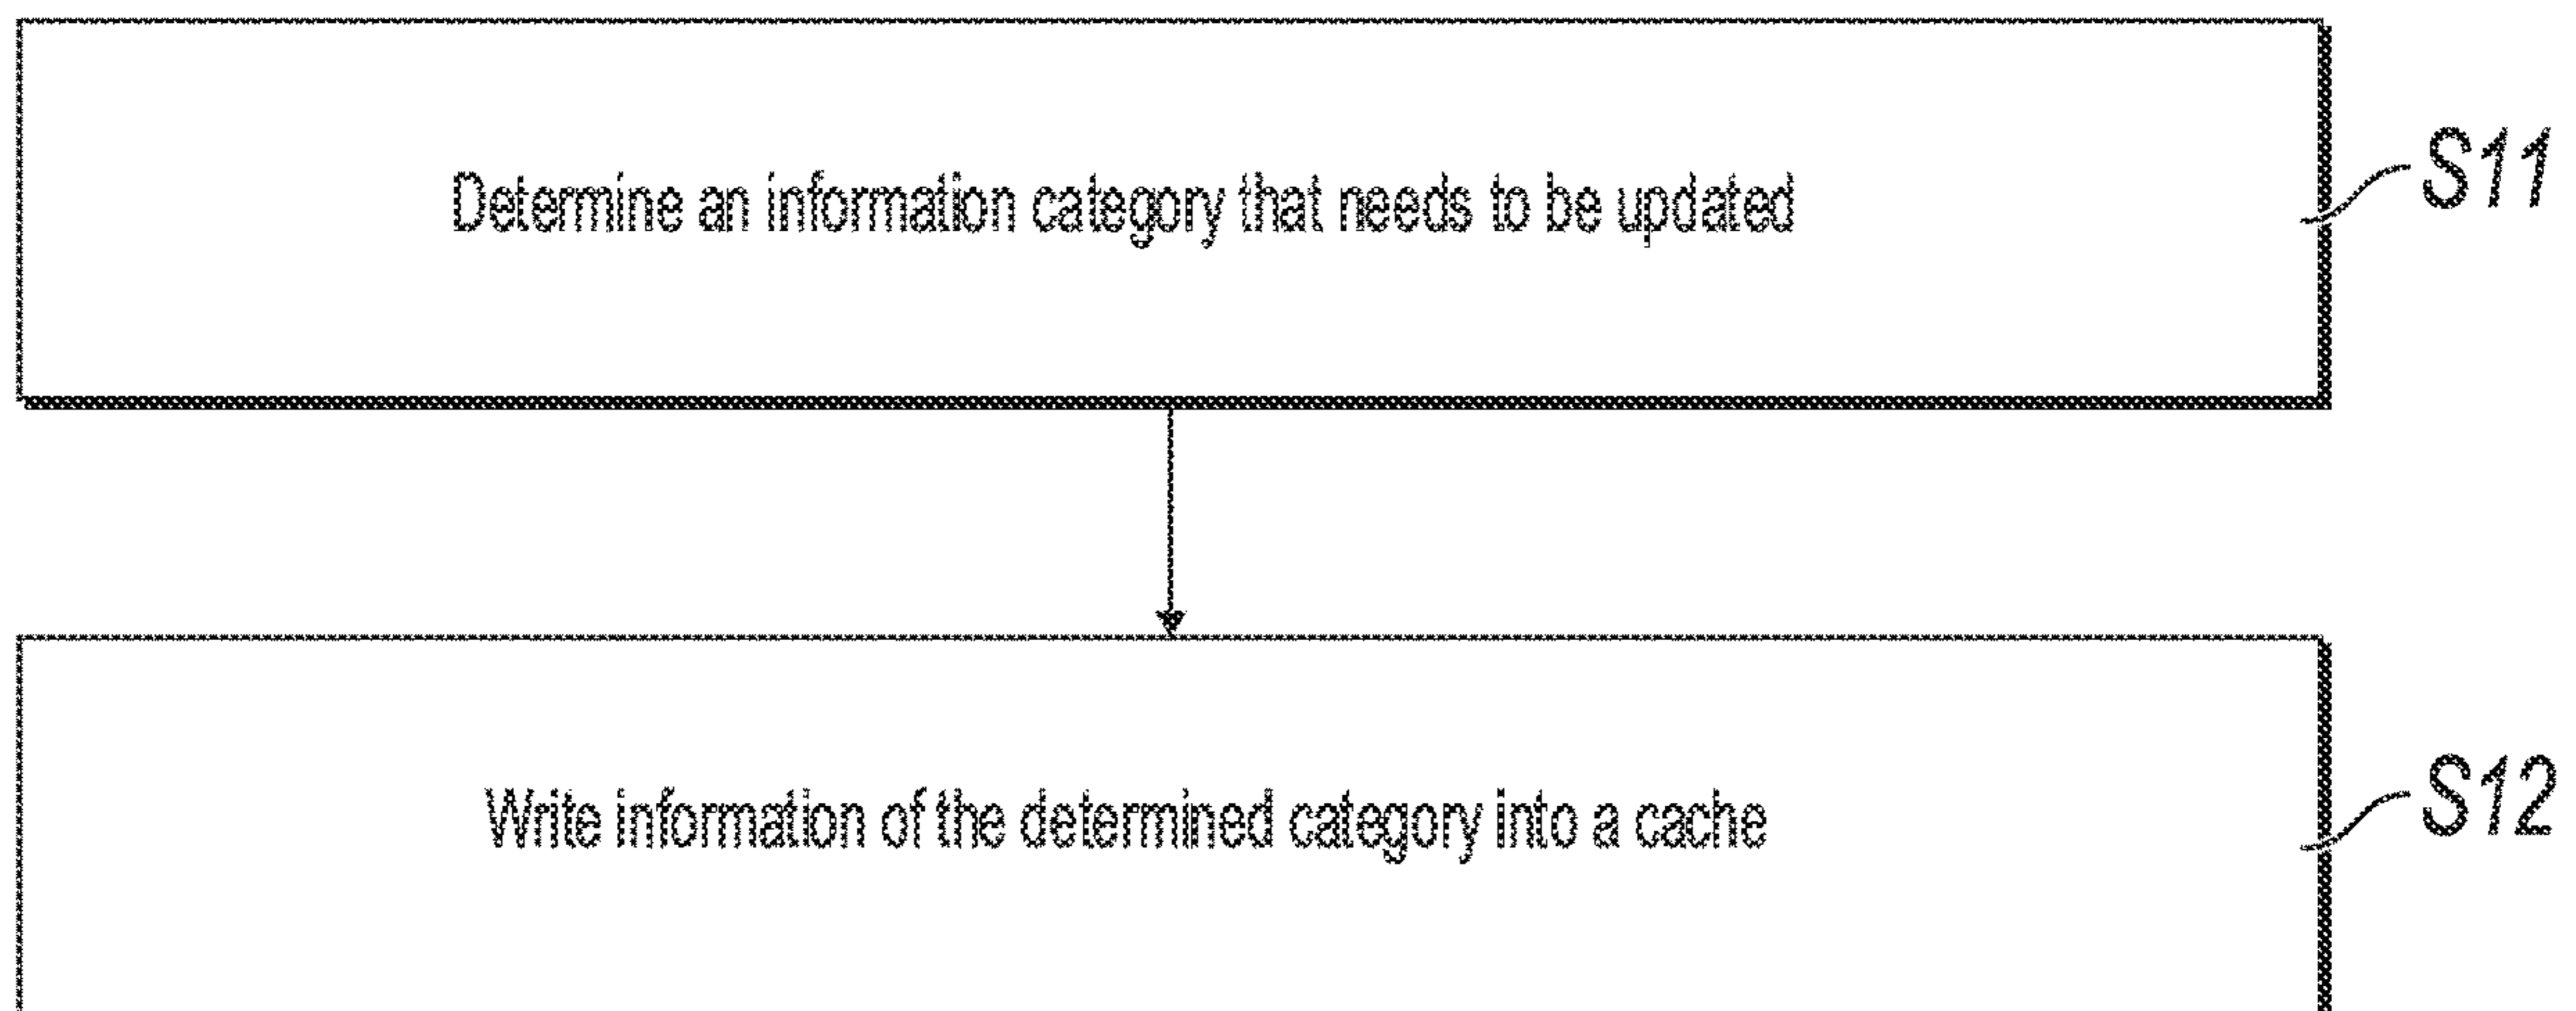 Determine an information category that needs to be updated
S11
Write information of the determined category into a cache
S12